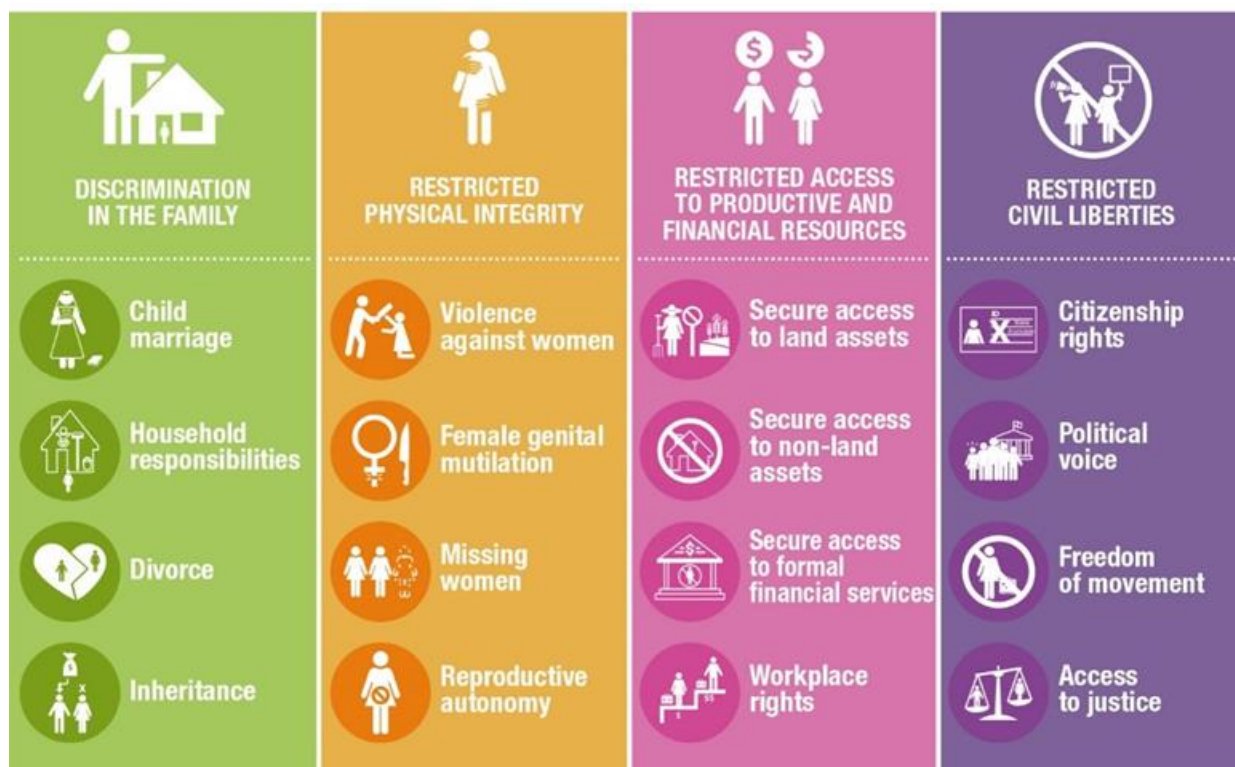 DISCRIMINATION
IN THE FAMILY
Child
marriage
Household
responsibilities
Divorce
Inheritance
RESTRICTED
PHYSICAL INTEGRITY
Violence
against women
Female genital
mutilation
Missing
women
Reproductive
autonomy
RESTRICTED ACCESS
TO PRODUCTIVE AND
FINANCIAL RESOURCES
Secure access
to land assets
Secure access
to non-land
assets
Secure access
to formal
financial services
Workplace
rights
RESTRICTED
CIVIL LIBERTIES
Citizenship
rights
Political
voice
Freedom
of movement
Access
to justice